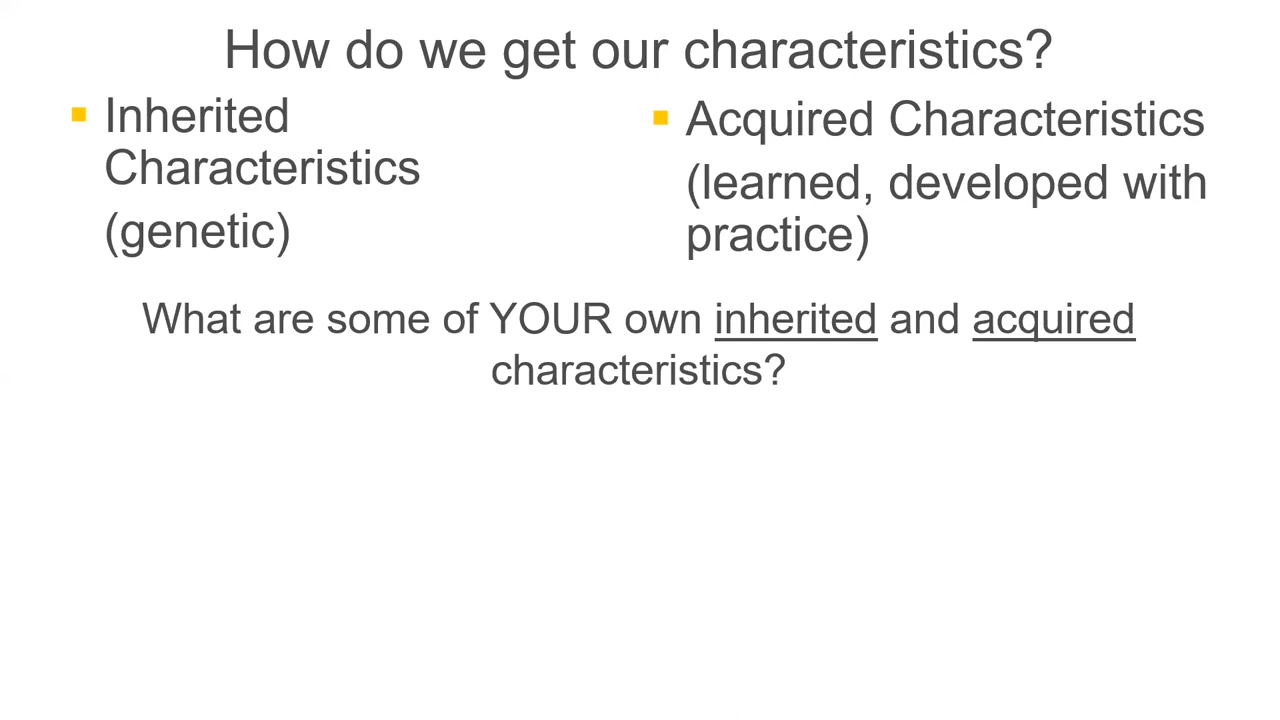 How do we get our characteristics?
Inherited
Characteristics
(genetic)
Acquired Characteristics
(learned, developed with
practice)
What are some of YOUR own inherited and acquired
characteristics?